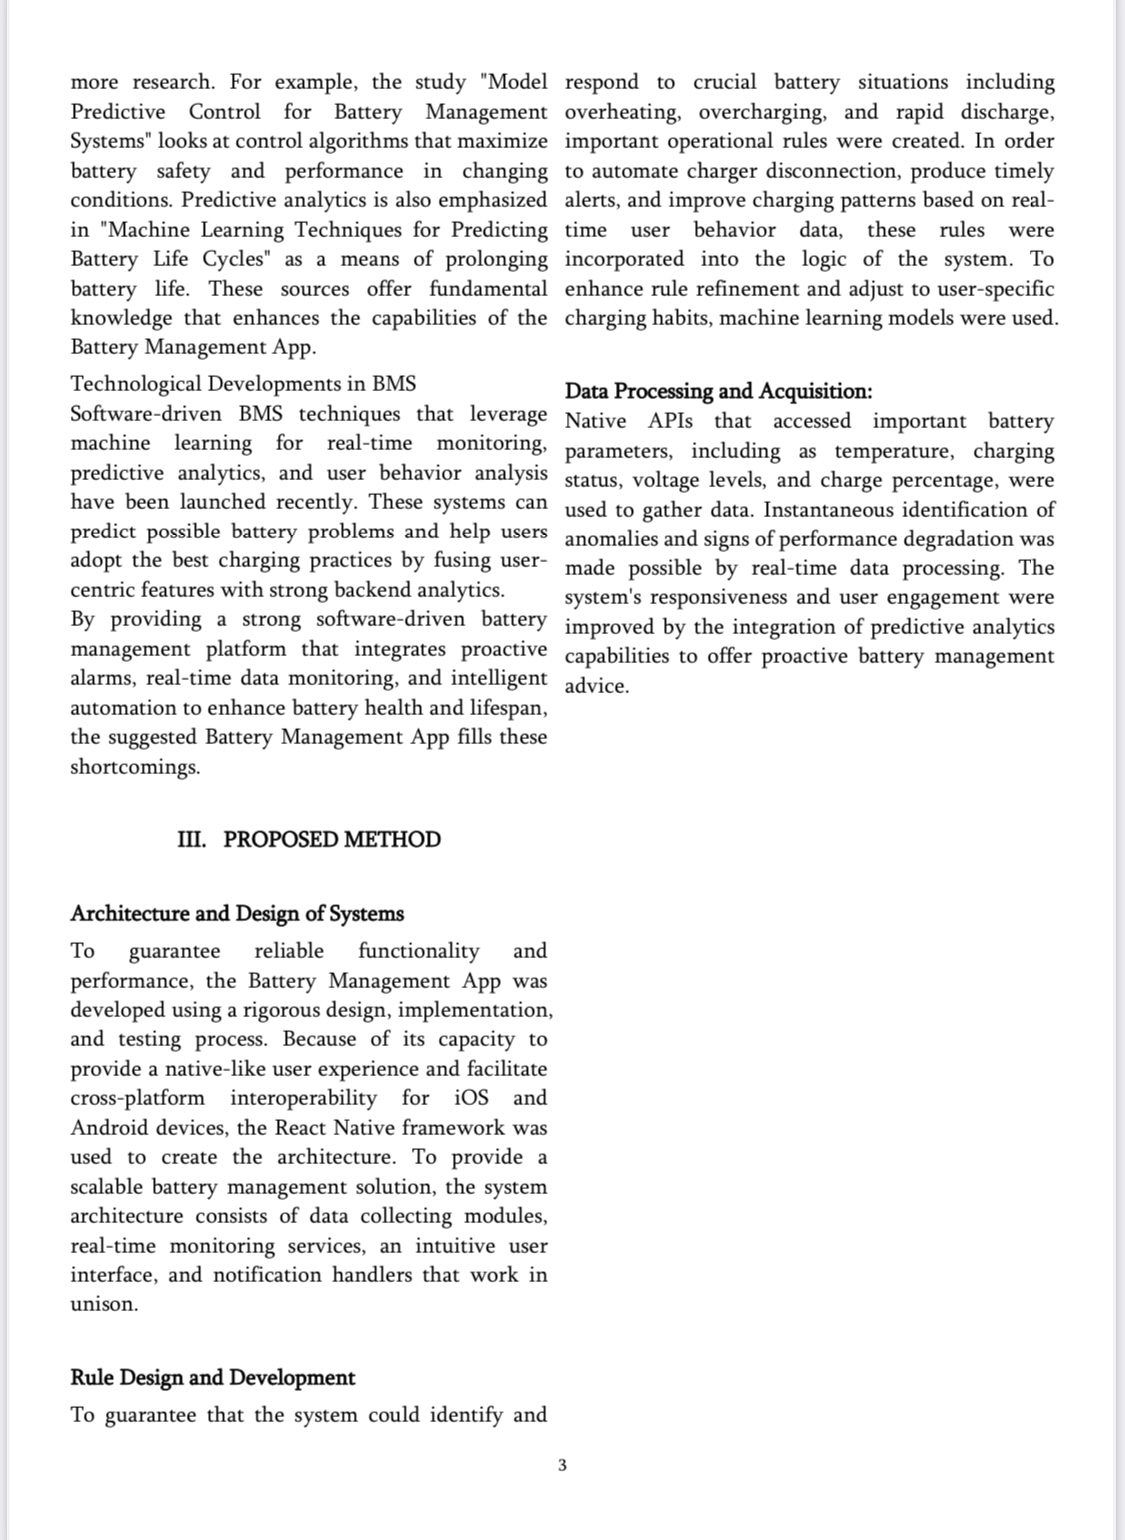 more research. For example, the study "Model
Predictive Control for Battery Management
Systems" looks at control algorithms that maximize
battery safety and performance in changing
conditions. Predictive analytics is also emphasized
in "Machine Learning Techniques for Predicting
Battery Life Cycles" as a means of prolonging
battery life. These sources offer fundamental
knowledge that enhances the capabilities of the
Battery Management App.
Technological Developments in BMS
Software-driven BMS techniques that leverage
machine learning for real-time monitoring,
predictive analytics, and user behavior analysis
have been launched recently. These systems can
predict possible battery problems and help users
adopt the best charging practices by fusing user-
centric features with strong backend analytics.
By providing a strong software-driven battery
management platform that integrates proactive
alarms, real-time data monitoring, and intelligent
automation to enhance battery health and lifespan,
the suggested Battery Management App fills these
shortcomings.
III. PROPOSED METHOD
Architecture and Design of Systems
To guarantee reliable functionality and
performance, the Battery Management App was
developed using a rigorous design, implementation,
and testing process. Because of its capacity to
provide a native-like user experience and facilitate
cross-platform interoperability for iOS and
Android devices, the React Native framework was
used to create the architecture. To provide a
scalable battery management solution, the system
architecture consists of data collecting modules,
real-time monitoring services, an intuitive user
interface, and notification handlers that work in
unison.
Rule Design and Development
To guarantee that the system could identify and
respond to crucial battery situations including
overheating, overcharging, and rapid discharge,
important operational rules were created. In order
to automate charger disconnection, produce timely
alerts, and improve charging patterns based on real-
time user behavior data, these rules were
incorporated into the logic of the system. To
enhance rule refinement and adjust to user-specific
charging habits, machine learning models were used.
Data Processing and Acquisition:
Native APIs that accessed important battery
parameters, including as temperature, charging
status, voltage levels, and charge percentage, were
used to gather data. Instantaneous identification of
anomalies and signs of performance degradation was
made possible by real-time data processing. The
system's responsiveness and user engagement were
improved by the integration of predictive analytics
capabilities to offer proactive battery management
advice.
3